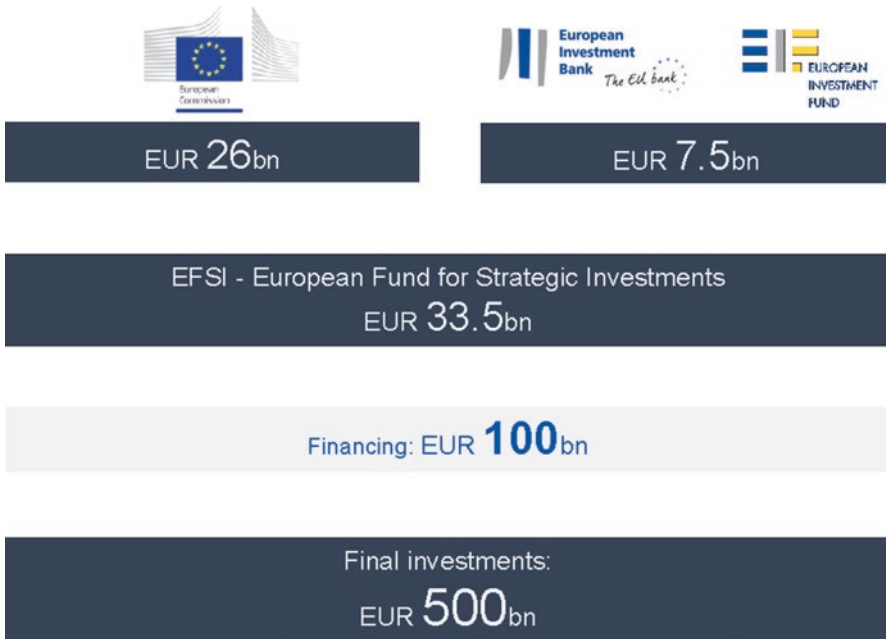 European
Commission
European
Investment
Bank
The EU bank
EUROPEAN
INVESTMENT
FUND
EUR 26bn
EUR 7.5bn
EFSI - European Fund for Strategic Investments
EUR 33.5bn
Financing: EUR 100bn
Final investments:
EUR 500bn